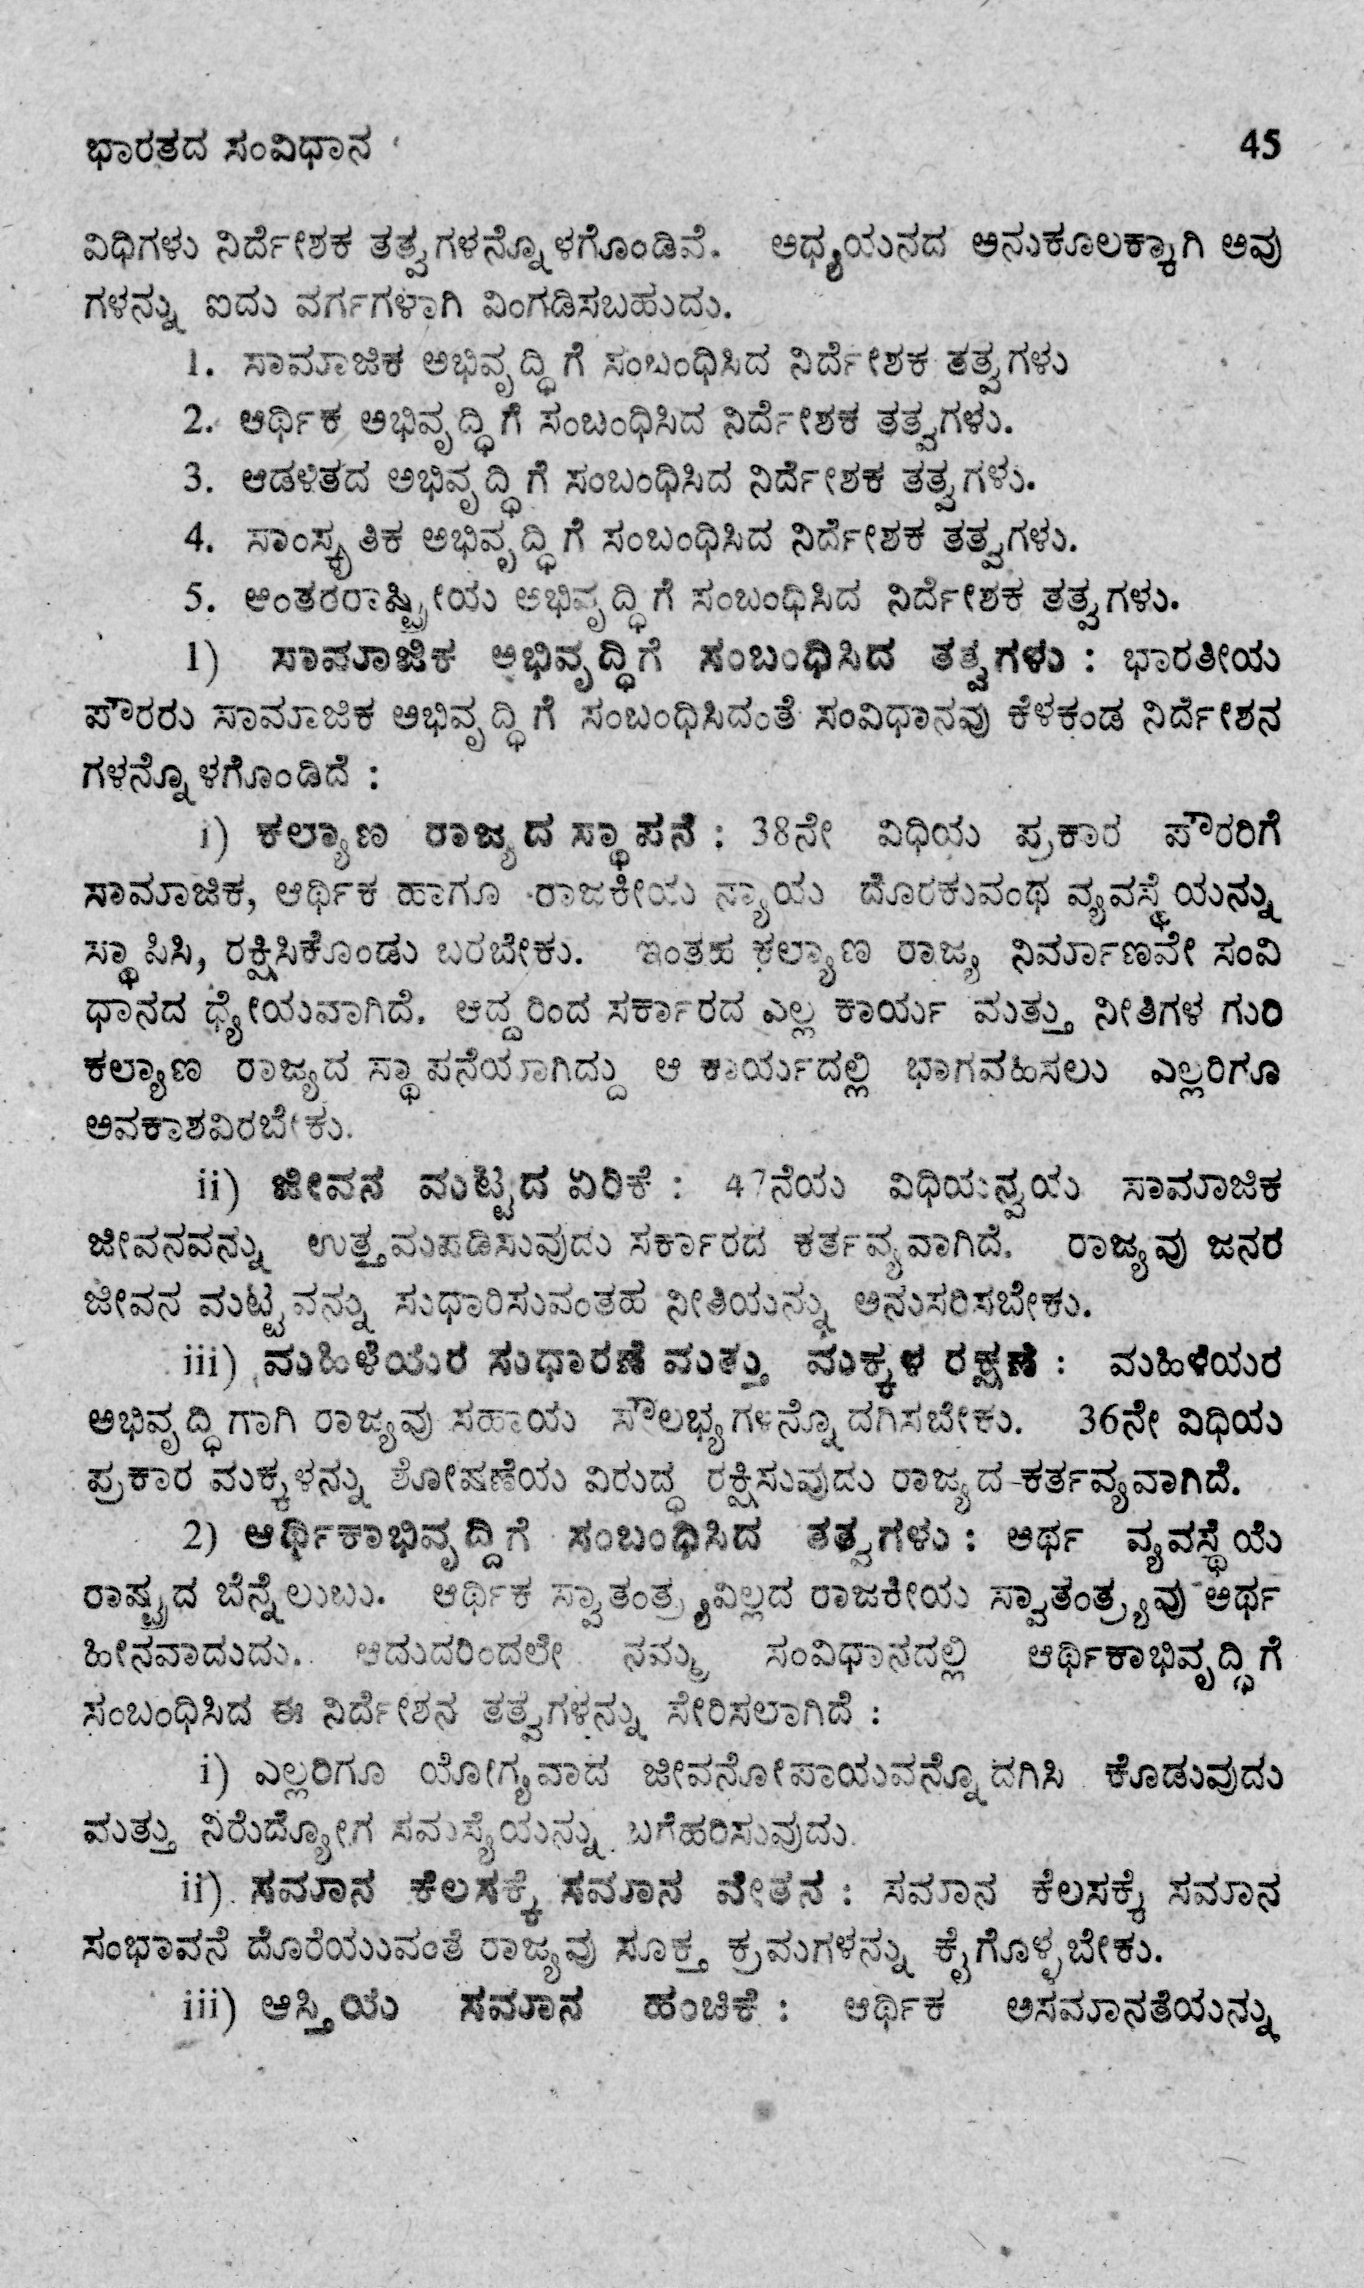 ಭಾರತದ ಸಂವಿಧಾನ 45
ವಿಧಿಗಳು ನಿರ್ದೇಶಕ ತತ್ವಗಳನ್ನೊಳಗೊಂಡಿವೆ. ಅಧ್ಯಯನದ ಅನುಕೂಲಕ್ಕಾಗಿ ಅವು
ಗಳನ್ನು ಐದು ವರ್ಗಗಳಾಗಿ ವಿಂಗಡಿಸಬಹುದು.
1. ಸಾಮಾಜಿಕ ಅಭಿವೃದ್ಧಿಗೆ ಸಂಬಂಧಿಸಿದ ನಿರ್ದೇಶಕ ತತ್ವಗಳು
2. ಆರ್ಥಿಕ ಅಭಿವೃದ್ಧಿಗೆ ಸಂಬಂಧಿಸಿದ ನಿರ್ದೇಶಕ ತತ್ವಗಳು.
3. ಆಡಳಿತದ ಅಭಿವೃದ್ಧಿಗೆ ಸಂಬಂಧಿಸಿದ ನಿರ್ದೇಶಕ ತತ್ವಗಳು.
4. ಸಾಂಸ್ಕೃತಿಕ ಅಭಿವೃದ್ಧಿಗೆ ಸಂಬಂಧಿಸಿದ ನಿರ್ದೇಶಕ ತತ್ವಗಳು.
5. ಅಂತರರಾಷ್ಟ್ರೀಯ ಅಭಿವೃದ್ಧಿಗೆ ಸಂಬಂಧಿಸಿದ ನಿರ್ದೇಶಕ ತತ್ವಗಳು.
1) ಸಾಮಾಜಿಕ ಅಭಿವೃದ್ಧಿಗೆ ಸಂಬಂಧಿಸಿದ ತತ್ವಗಳು : ಭಾರತೀಯ
ಪೌರರು ಸಾಮಾಜಿಕ ಅಭಿವೃದ್ಧಿಗೆ ಸಂಬಂಧಿಸಿದಂತೆ ಸಂವಿಧಾನವು ಕೆಳಕಂಡ ನಿರ್ದೇಶನ
ಗಳನ್ನೊಳಗೊಂಡಿದೆ :
i) ಕಲ್ಯಾಣ ರಾಜ್ಯದ ಸ್ಥಾಪನೆ : 38ನೇ ವಿಧಿಯ ಪ್ರಕಾರ ಪೌರರಿಗೆ
ಸಾಮಾಜಿಕ, ಆರ್ಥಿಕ ಹಾಗೂ ರಾಜಕೀಯ ನ್ಯಾಯ ದೊರಕುವಂಥ ವ್ಯವಸ್ಥೆಯನ್ನು
ಸ್ಥಾಪಿಸಿ, ರಕ್ಷಿಸಿಕೊಂಡು ಬರಬೇಕು. ಇಂತಹ ಕಲ್ಯಾಣ ರಾಜ್ಯ ನಿರ್ಮಾಣವೇ ಸಂವಿ
ಧಾನದ ಧ್ಯೇಯವಾಗಿದೆ. ಆದ್ದರಿಂದ ಸರ್ಕಾರದ ಎಲ್ಲ ಕಾರ್ಯ ಮತ್ತು ನೀತಿಗಳ ಗುರಿ
ಕಲ್ಯಾಣ ರಾಜ್ಯದ ಸ್ಥಾಪನೆಯಾಗಿದ್ದು ಆ ಕಾರ್ಯದಲ್ಲಿ ಭಾಗವಹಿಸಲು ಎಲ್ಲರಿಗೂ
ಅವಕಾಶವಿರಬೇಕು.
ii) ಜೀವನ ಮಟ್ಟದ ಏರಿಕೆ : 47ನೆಯ ವಿಧಿಯನ್ವಯ ಸಾಮಾಜಿಕ
ಜೀವನವನ್ನು ಉತ್ತಮಪಡಿಸುವುದು ಸರ್ಕಾರದ ಕರ್ತವ್ಯವಾಗಿದೆ. ರಾಜ್ಯವು ಜನರ
ಜೀವನ ಮಟ್ಟವನ್ನು ಸುಧಾರಿಸುವಂತಹ ನೀತಿಯನ್ನು ಅನುಸರಿಸಬೇಕು.
iii) ಮಹಿಳೆಯರ ಸುಧಾರಣೆ ಮತ್ತು ಮಕ್ಕಳ ರಕ್ಷಣೆ : ಮಹಿಳೆಯರ
ಅಭಿವೃದ್ಧಿಗಾಗಿ ರಾಜ್ಯವು ಸಹಾಯ ಸೌಲಭ್ಯಗಳನ್ನೊದಗಿಸಬೇಕು. 36ನೇ ವಿಧಿಯ
ಪ್ರಕಾರ ಮಕ್ಕಳನ್ನು ಶೋಷಣೆಯ ವಿರುದ್ಧ ರಕ್ಷಿಸುವುದು ರಾಜ್ಯದ ಕರ್ತವ್ಯವಾಗಿದೆ.
2) ಆರ್ಥಿಕಾಭಿವೃದ್ದಿಗೆ ಸಂಬಂಧಿಸಿದ ತತ್ವಗಳು : ಅರ್ಥ ವ್ಯವಸ್ಥೆಯೆ
ರಾಷ್ಟ್ರದ ಬೆನ್ನೆಲುಬು. ಆರ್ಥಿಕ ಸ್ವಾತಂತ್ರ್ಯವಿಲ್ಲದ ರಾಜಕೀಯ ಸ್ವಾತಂತ್ರ್ಯವು ಅರ್ಥ
ಹೀನವಾದುದು. ಆದುದರಿಂದಲೇ ನಮ್ಮ ಸಂವಿಧಾನದಲ್ಲಿ ಆರ್ಥಿಕಾಭಿವೃದ್ಧಿಗೆ
ಸಂಬಂಧಿಸಿದ ಈ ನಿರ್ದೇಶನ ತತ್ವಗಳನ್ನು ಸೇರಿಸಲಾಗಿದೆ :
i) ಎಲ್ಲರಿಗೂ ಯೋಗ್ಯವಾದ ಜೀವನೋಪಾಯವನ್ನೊದಗಿಸಿ ಕೊಡುವುದು
ಮತ್ತು ನಿರುದ್ಯೋಗ ಸಮಸ್ಯೆಯನ್ನು ಬಗೆಹರಿಸುವುದು.
ii) ಸಮಾನ ಕೆಲಸಕ್ಕೆ ಸಮಾನ ವೇತನ : ಸಮಾನ ಕೆಲಸಕ್ಕೆ ಸಮಾನ
ಸಂಭಾವನೆ ದೊರೆಯುವಂತೆ ರಾಜ್ಯವು ಸೂಕ್ತ ಕ್ರಮಗಳನ್ನು ಕೈಗೊಳ್ಳಬೇಕು.
iii) ಆಸ್ತಿಯ ಸಮಾನ ಹಂಚಿಕೆ : ಆರ್ಥಿಕ ಅಸಮಾನತೆಯನ್ನು